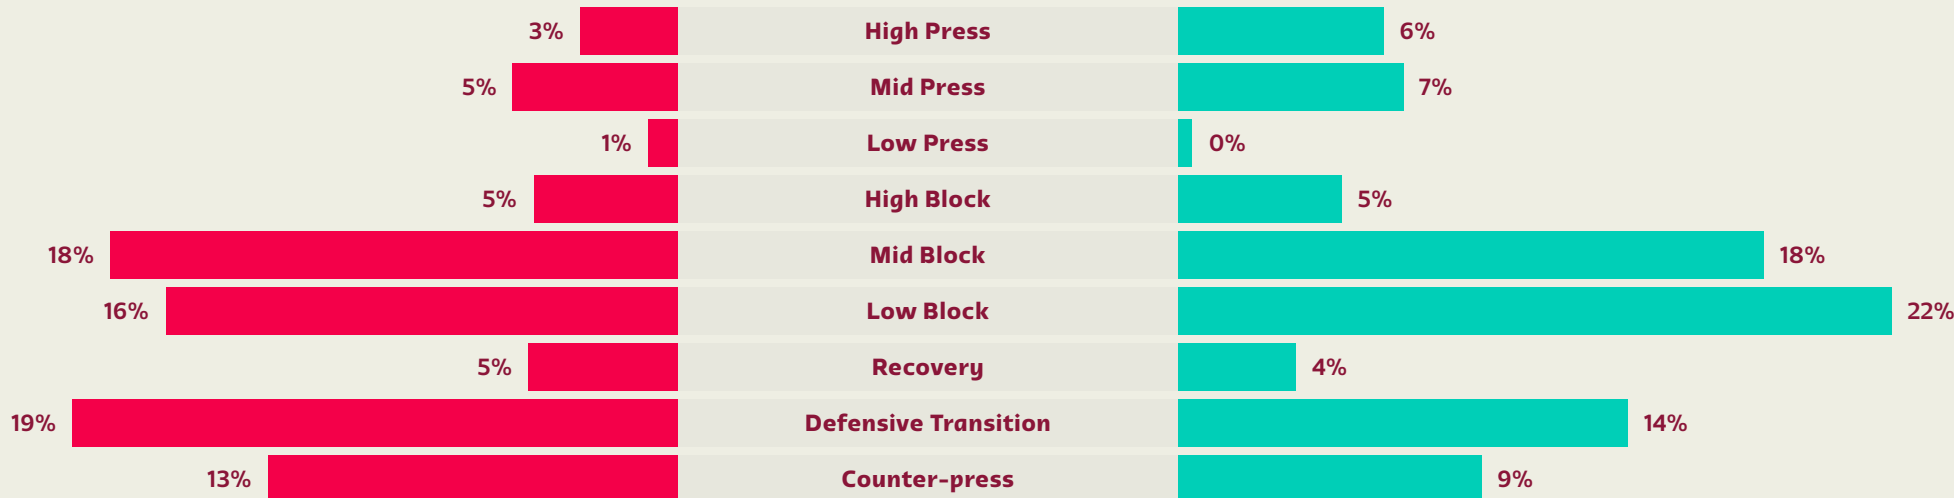 3% High Press 6%
5% Mid Press 7%
1% Low Press 0%
5% High Block 5%
18% Mid Block 18%
16% Low Block 22%
5% Recovery 4%
19% Defensive Transition 14%
13% Counter-press 9%